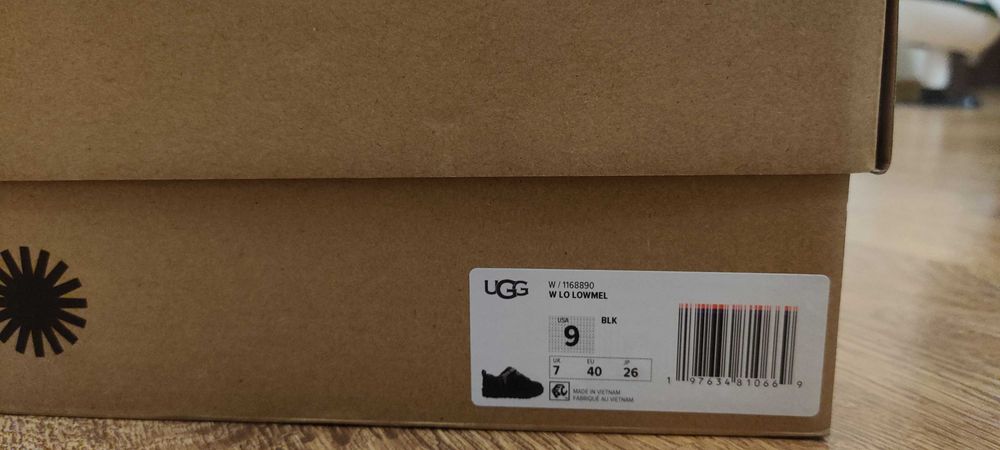 UGG
W / 1168890
W LO LOWMEL
USA
9
BLK
UK EU JP
7 40 26
MADE IN VIETNAM
FABRIQUÉ AU VIETNAM
1 97634 81066 9